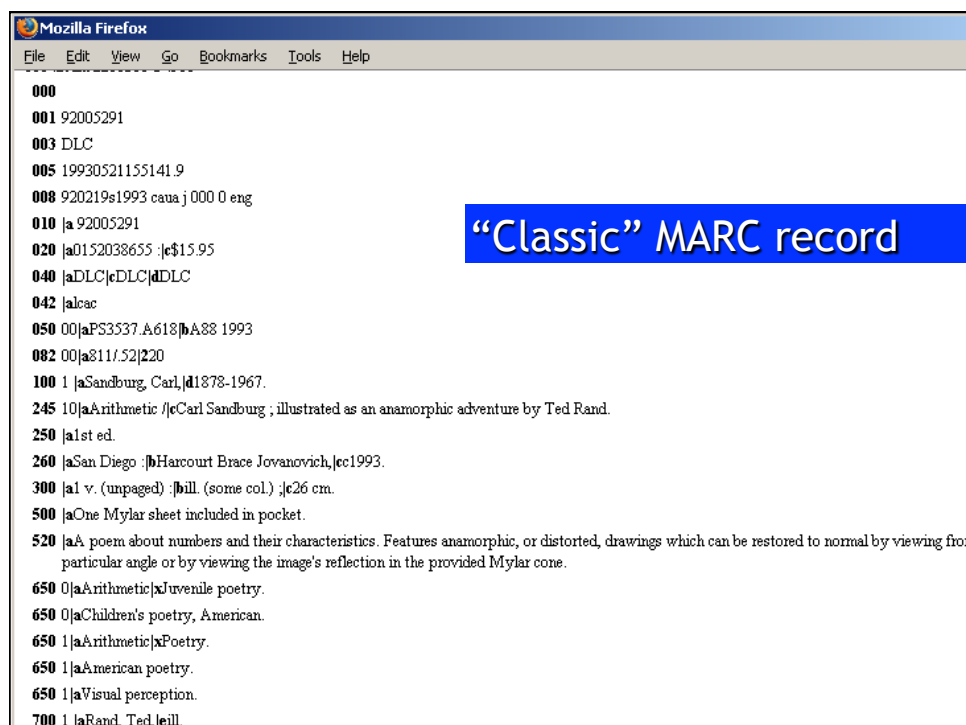 Mozilla Firefox
File Edit View Go Bookmarks Tools Help
000
001 92005291
003 DLC
005 19930521155141.9
008 920219s1993 caua j 000 0 eng
010 |a 92005291
“Classic” MARC record
020 |a0152038655 :|c$15.95
040 |aDLC|cDLC|dDLC
042 |alcac
050 00|aPS3537.A618|bA88 1993
082 00|a811/.52|220
100 1 |aSandburg, Carl,|d1878-1967.
245 10|aArithmetic /|cCarl Sandburg ; illustrated as an anamorphic adventure by Ted Rand.
250 |a1st ed.
260 |aSan Diego :|bHarcourt Brace Jovanovich,|cc1993.
300 |a1 v. (unpaged) :|bill. (some col.) ;|c26 cm.
500 |aOne Mylar sheet included in pocket.
520 |aA poem about numbers and their characteristics. Features anamorphic, or distorted, drawings which can be restored to normal by viewing
particular angle or by viewing the image's reflection in the provided Mylar cone.
650 0|aArithmetic|xJuvenile poetry.
650 0|aChildren's poetry, American.
650 1|aArithmetic|xPoetry.
650 1|aAmerican poetry.
650 1|aVisual perception.
700 1 |aRand, Ted,|eill.